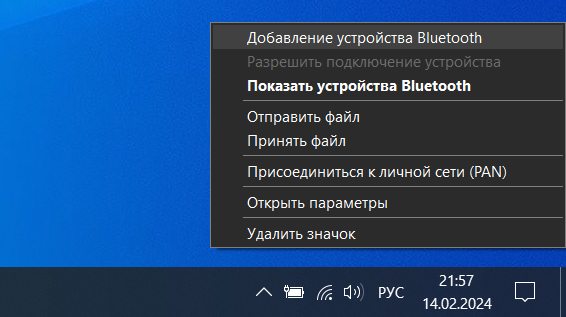 Добавление устройства Bluetooth
Разрешить подключение устройства
Показать устройства Bluetooth
Отправить файл
Принять файл
Присоединиться к личной сети (PAN)
Открыть параметры
Удалить значок
РУС
21:57
14.02.2024